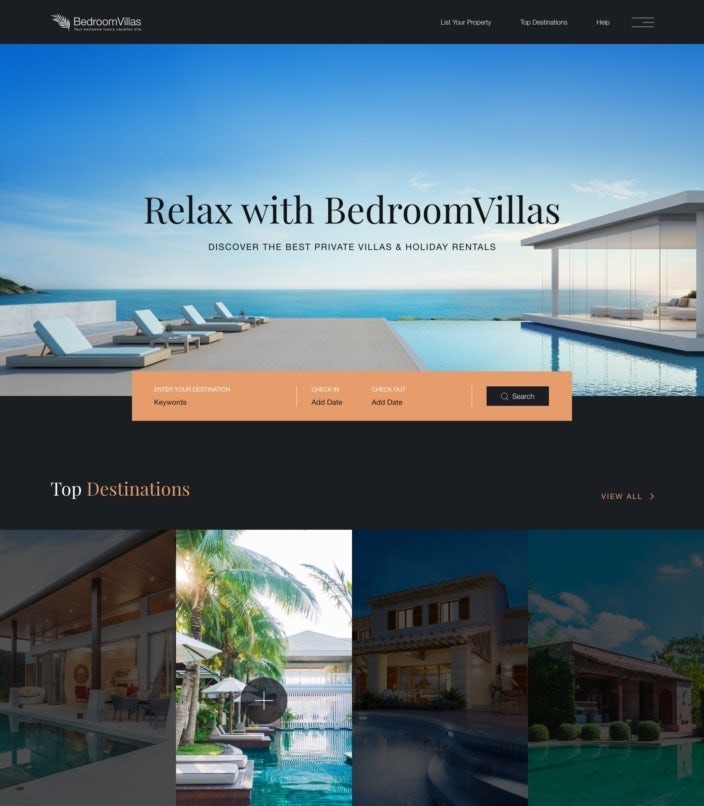 BedroomVillas
Your exclusive luxury vacation villa
List Your Property
Top Destinations
Help
Relax with BedroomVillas
DISCOVER THE BEST PRIVATE VILLAS & HOLIDAY RENTALS
ENTER YOUR DESTINATION
CHECK IN
CHECK OUT
Keywords
Add Date
Add Date
Search
Top Destinations
VIEW ALL